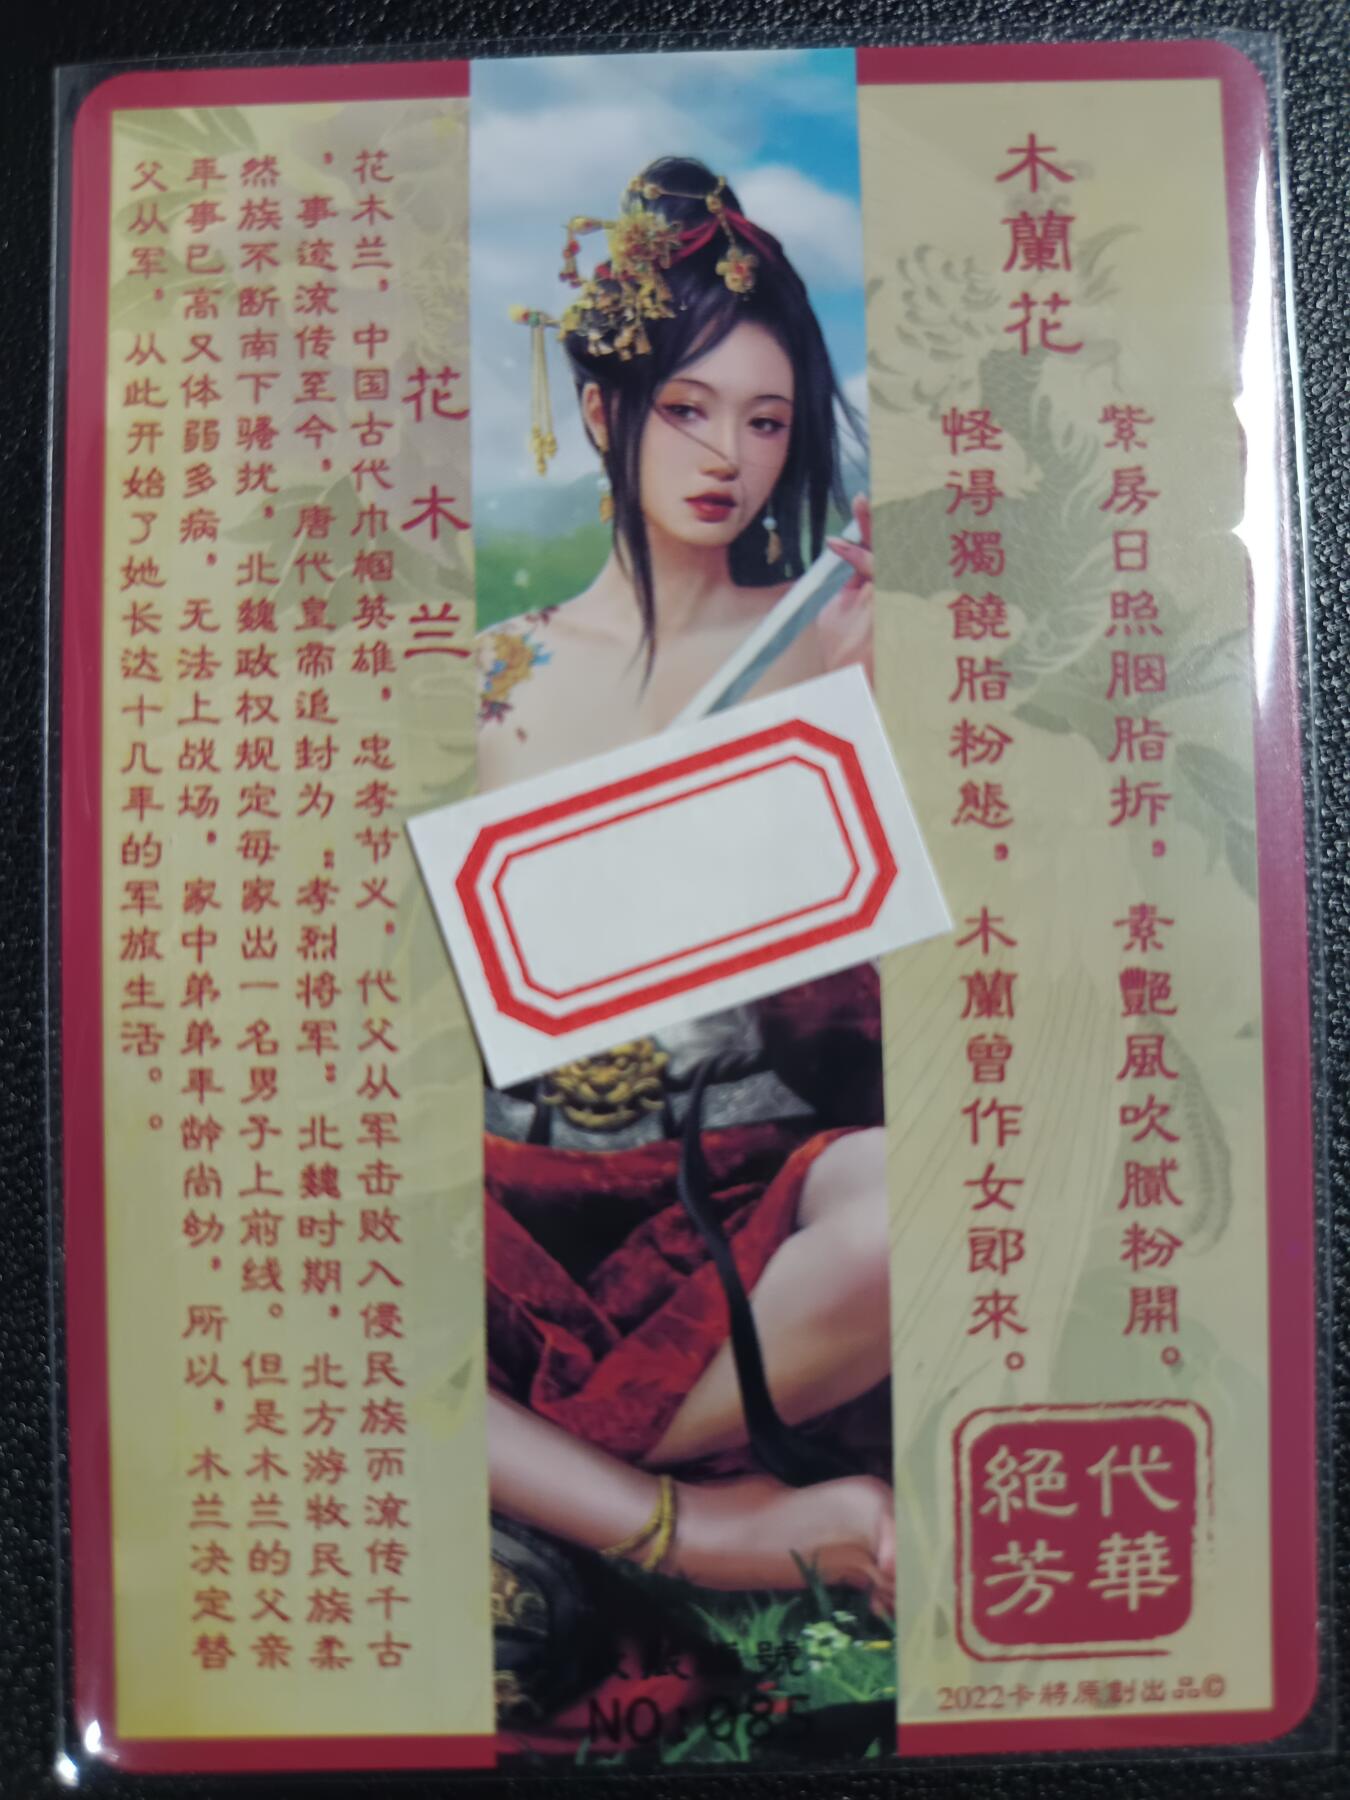 木蘭花
紫房日照胭脂拆，素艷風吹膩粉開。
怪得獨饒脂粉態，木蘭曾作女郎來。
代華
絕芳
2022卡將原創出品©
花木兰
花木兰，中国古代巾帼英雄，忠孝节义，代父从军击败入侵民族而流传千古
，事迹流传至今，唐代皇帝追封为“孝烈将军”北魏时期，北方游牧民族柔
然族不断南下骚扰，北魏政权规定每家出一名男子上前线。但是木兰的父亲
年事已高又体弱多病，无法上战场，家中弟弟年龄尚幼，所以，木兰决定替
父从军，从此开始了她长达十几年的军旅生活。。
號
NO:085